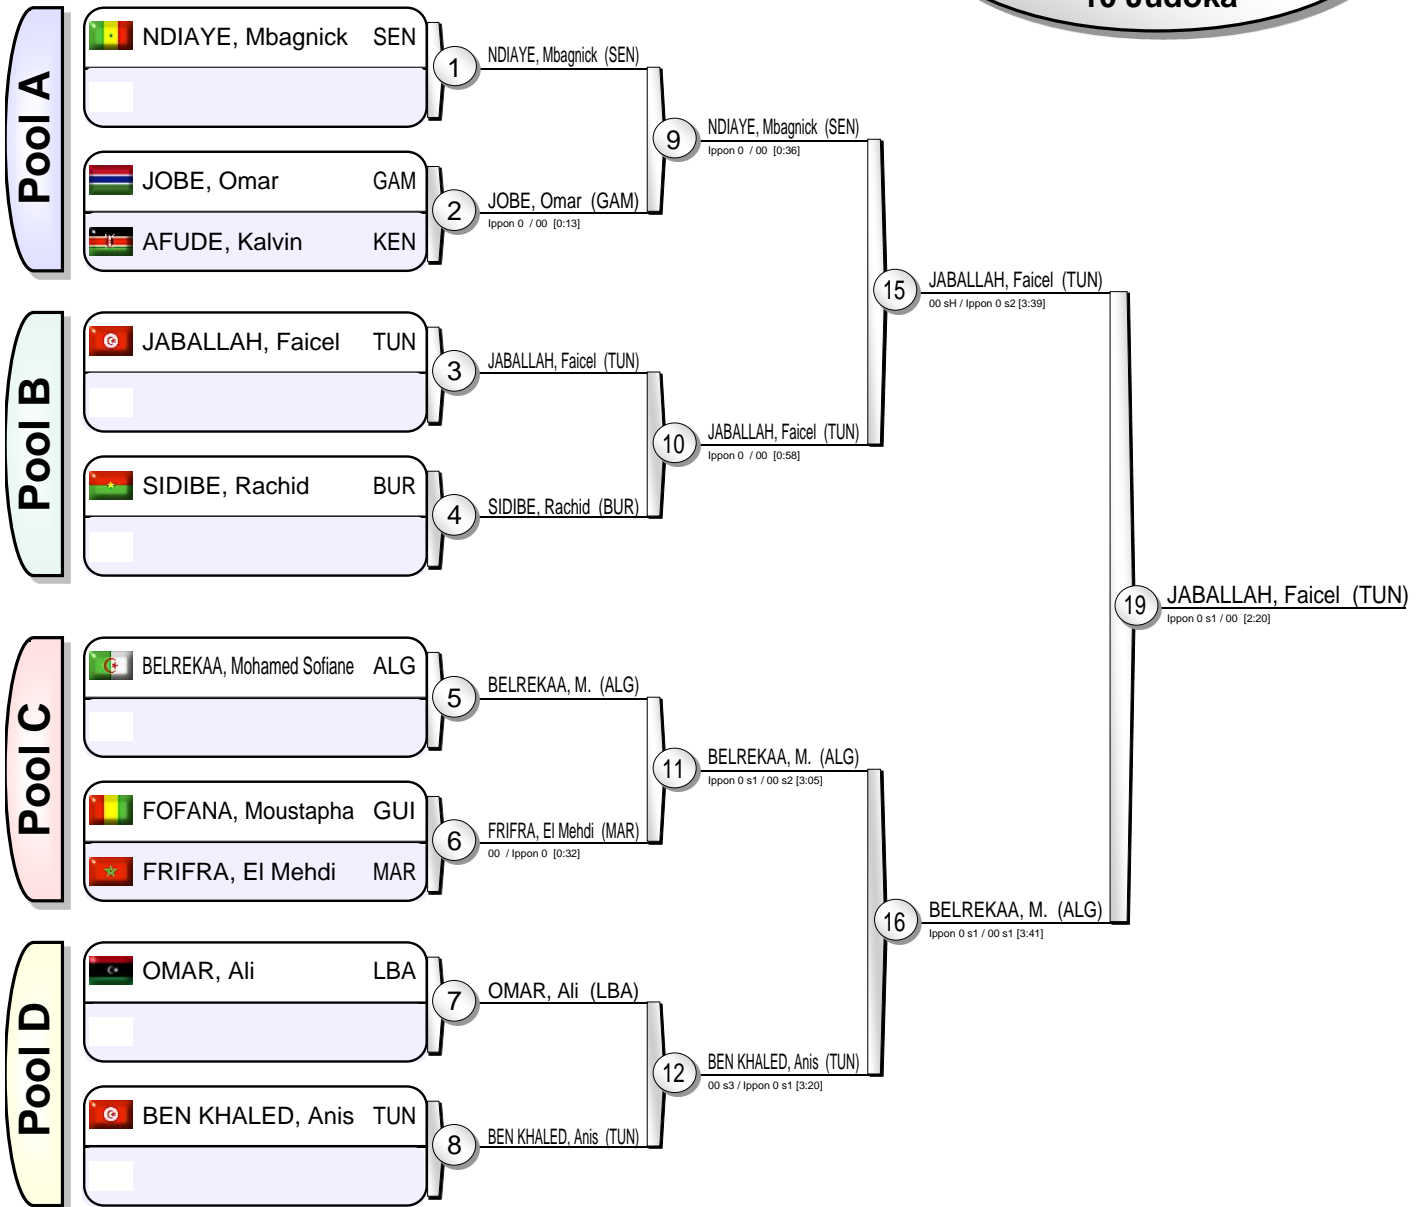 10 Judoka
Pool A
NDIAYE, Mbagnick SEN
1
NDIAYE, Mbagnick (SEN)
JOBE, Omar GAM
AFUDE, Kalvin KEN
2
JOBE, Omar (GAM)
Ippon 0 / 00 [0:13]
9
NDIAYE, Mbagnick (SEN)
Ippon 0 / 00 [0:36]
Pool B
JABALLAH, Faicel TUN
3
JABALLAH, Faicel (TUN)
SIDIBE, Rachid BUR
4
SIDIBE, Rachid (BUR)
10
JABALLAH, Faicel (TUN)
Ippon 0 / 00 [0:58]
15
JABALLAH, Faicel (TUN)
00 sH / Ippon 0 s2 [3:39]
Pool C
BELREKAA, Mohamed Sofiane ALG
5
BELREKAA, M. (ALG)
FOFANA, Moustapha GUI
FRIFRA, El Mehdi MAR
6
FRIFRA, El Mehdi (MAR)
00 / Ippon 0 [0:32]
11
BELREKAA, M. (ALG)
Ippon 0 s1 / 00 s2 [3:05]
Pool D
OMAR, Ali LBA
7
OMAR, Ali (LBA)
BEN KHALED, Anis TUN
8
BEN KHALED, Anis (TUN)
12
BEN KHALED, Anis (TUN)
00 s3 / Ippon 0 s1 [3:20]
16
BELREKAA, M. (ALG)
Ippon 0 s1 / 00 s1 [3:41]
19
JABALLAH, Faicel (TUN)
Ippon 0 s1 / 00 [2:20]